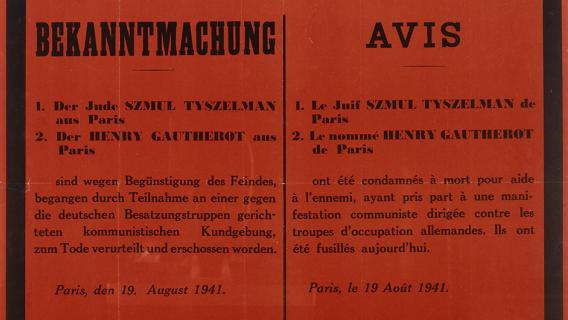 BEKANNTMACHUNG
1. Der Jude SZMUL TYSZELMAN
aus Paris
2. Der HENRY GAUTHEROT aus
Paris
sind wegen Begünstigung des Feindes,
begangen durch Teilnahme an einer gegen
die deutschen Besatzungstruppen gerich-
teten kommunistischen Kundgebung,
zum Tode verurteilt und erschossen worden.
Paris, den 19. August 1941.
AVIS
1. Le Juif SZMUL TYSZELMAN de
Paris
2. Le nommé HENRY GAUTHEROT
de Paris
ont été condamnés à mort pour aide
à l'ennemi, ayant pris part à une mani-
festation communiste dirigée contre les
troupes d'occupation allemandes. Ils ont
été fusillés aujourd'hui.
Paris, le 19 Août 1941.